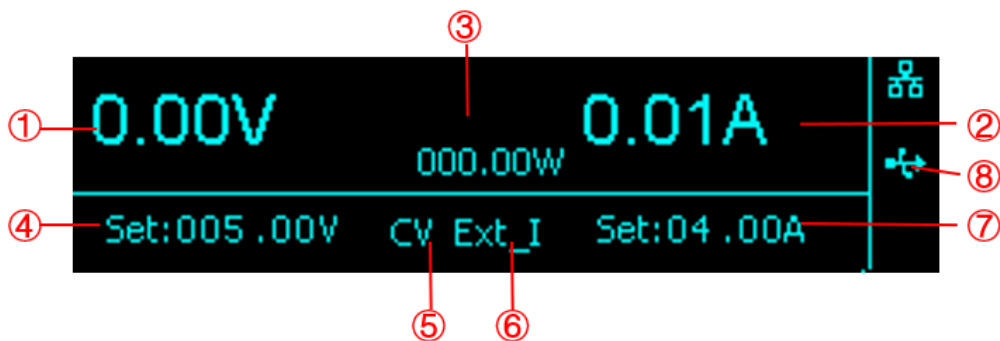 ③
① 0.00V 0.01A ②
000.00W ⑧
④ Set:005.00V CV Ext_I Set:04.00A ⑦
⑤ ⑥